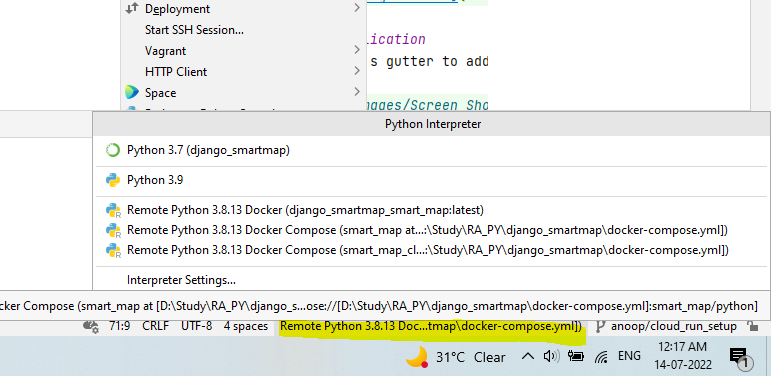 Deployment
Start SSH Session...
Vagrant
HTTP Client
Space
lication
s gutter to add
ages/Screen Sho
Python Interpreter
Python 3.7 (django_smartmap)
Python 3.9
Remote Python 3.8.13 Docker (django_smartmap_smart_map:latest)
Remote Python 3.8.13 Docker Compose (smart_map at...:\Study\RA_PY\django_smartmap\docker-compose.yml])
Remote Python 3.8.13 Docker Compose (smart_map_cl...:\Study\RA_PY\django_smartmap\docker-compose.yml])
Interpreter Settings...
cker Compose (smart_map at [D:\Study\RA_PY\django_s...ose://[D:\Study\RA_PY\django_smartmap\docker-compose.yml]:smart_map/python]
71:9 CRLF UTF-8 4 spaces Remote Python 3.8.13 Doc...tmap\docker-compose.yml]) anoop/cloud_run_setup
31°C Clear ENG 12:17 AM
14-07-2022 1